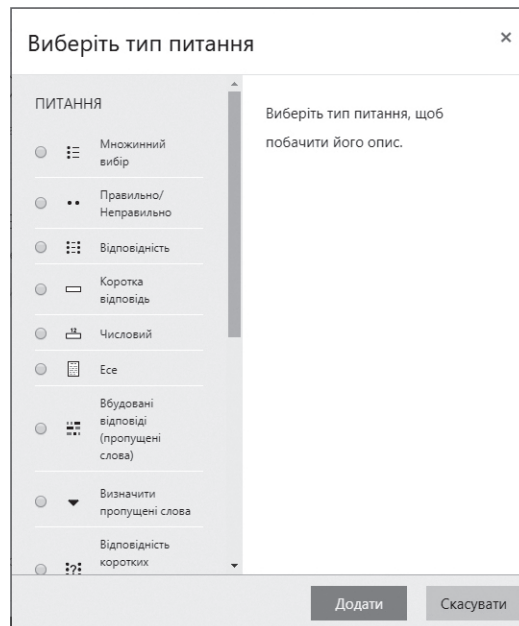 Виберіть тип питання
×
ПИТАННЯ
Множинний
вибір
Правильно/
Неправильно
Відповідність
Коротка
відповідь
12
Числовий
Есе
Вбудовані
відповіді
(пропущені
слова)
Визначити
пропущені слова
Відповідність
коротких
Виберіть тип питання, щоб
побачити його опис.
Додати
Скасувати